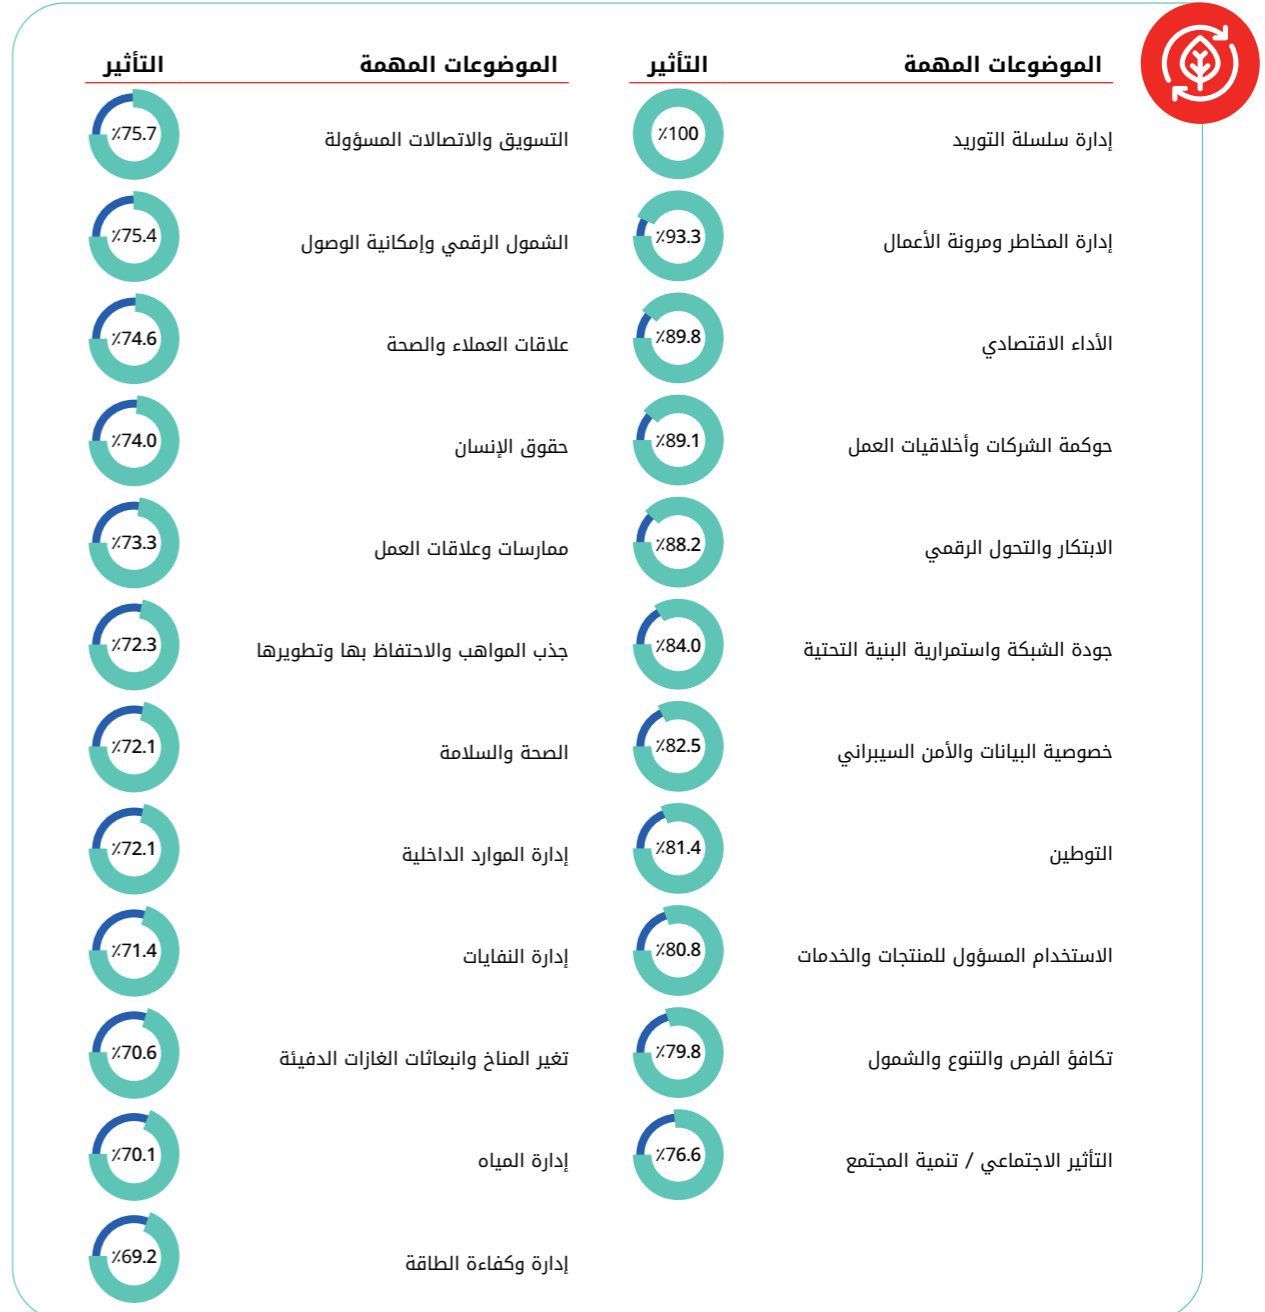 الموضوعات المهمة التأثير
إدارة سلسلة التوريد ٪100
إدارة المخاطر ومرونة الأعمال ٪93.3
الأداء الاقتصادي ٪89.8
حوكمة الشركات وأخلاقيات العمل ٪89.1
الابتكار والتحول الرقمي ٪88.2
جودة الشبكة واستمرارية البنية التحتية ٪84.0
خصوصية البيانات والأمن السيبراني ٪82.5
التوطين ٪81.4
الاستخدام المسؤول للمنتجات والخدمات ٪80.8
تكافؤ الفرص والتنوع والشمول ٪79.8
التأثير الاجتماعي / تنمية المجتمع ٪76.6
الموضوعات المهمة التأثير
التسويق والاتصالات المسؤولة ٪75.7
الشمول الرقمي وإمكانية الوصول ٪75.4
علاقات العملاء والصحة ٪74.6
حقوق الإنسان ٪74.0
ممارسات وعلاقات العمل ٪73.3
جذب المواهب والاحتفاظ بها وتطويرها ٪72.3
الصحة والسلامة ٪72.1
إدارة الموارد الداخلية ٪72.1
إدارة النفايات ٪71.4
تغير المناخ وانبعاثات الغازات الدفيئة ٪70.6
إدارة المياه ٪70.1
إدارة وكفاءة الطاقة ٪69.2